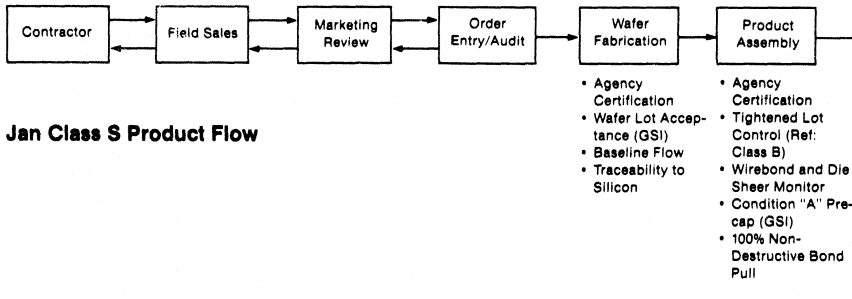 Contractor
Field Sales
Marketing
Review
Order
Entry/Audit
Wafer
Fabrication
Product
Assembly
• Agency
Certification
• Wafer Lot Accep-
tance (GSI)
• Baseline Flow
• Traceability to
Silicon
• Agency
Certification
• Tightened Lot
Control (Ref:
Class B)
• Wirebond and Die
Sheer Monitor
• Condition "A" Pre-
cap (GSI)
• 100% Non-
Destructive Bond
Pull
Jan Class S Product Flow